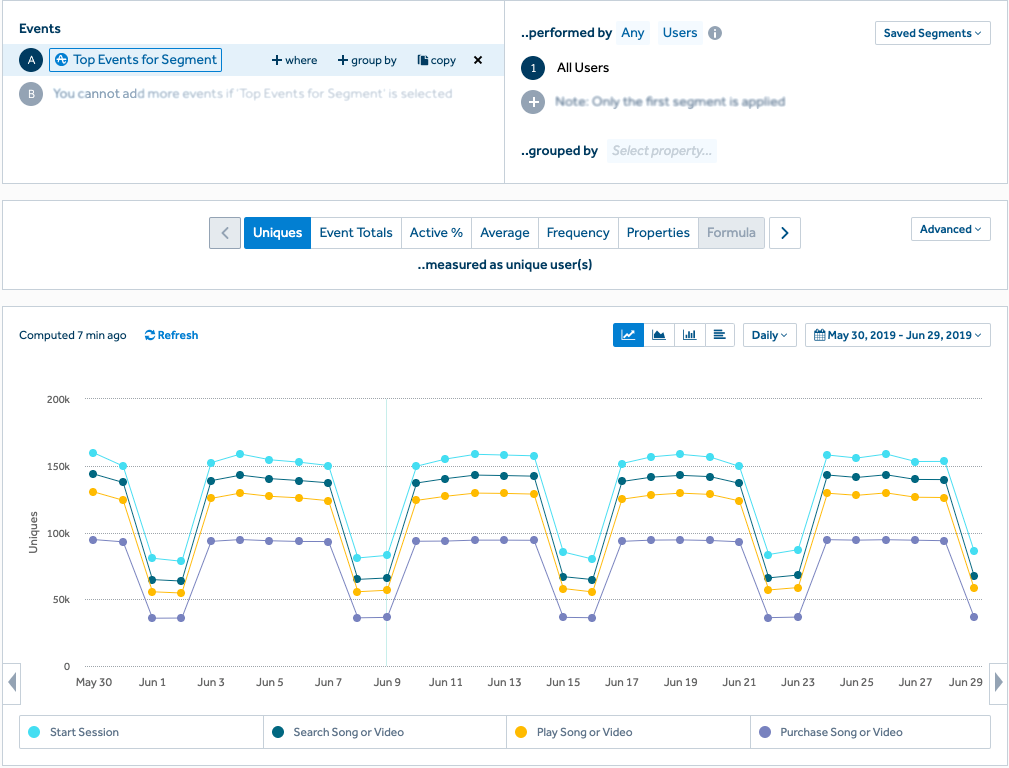 Events
A Top Events for Segment + where + group by copy ×
B You cannot add more events if 'Top Events for Segment' is selected
..performed by Any Users i
Saved Segments
1 All Users
+ Note: Only the first segment is applied
..grouped by Select property...
Uniques Event Totals Active % Average Frequency Properties Formula
Advanced
..measured as unique user(s)
Computed 7 min ago Refresh
Daily May 30, 2019 - Jun 29, 2019
200k
150k
100k
50k
0
Uniques
May 30 Jun 1 Jun 3 Jun 5 Jun 7 Jun 9 Jun 11 Jun 13 Jun 15 Jun 17 Jun 19 Jun 21 Jun 23 Jun 25 Jun 27 Jun 29
Start Session Search Song or Video Play Song or Video Purchase Song or Video